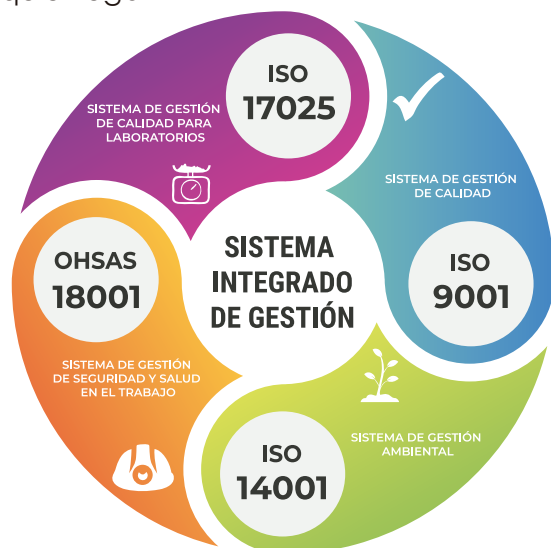 ISO
17025
SISTEMA DE GESTIÓN
DE CALIDAD PARA
LABORATORIOS
SISTEMA DE GESTIÓN
DE CALIDAD
ISO
9001
SISTEMA
INTEGRADO
DE GESTIÓN
OHSAS
18001
SISTEMA DE GESTIÓN
DE SEGURIDAD Y SALUD
EN EL TRABAJO
SISTEMA DE GESTIÓN
AMBIENTAL
ISO
14001